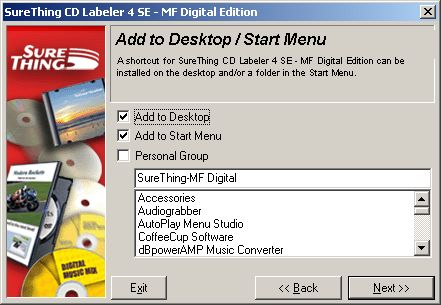 SureThing CD Labeler 4 SE - MF Digital Edition
SURE
THING
Add to Desktop / Start Menu
A shortcut for SureThing CD Labeler 4 SE - MF Digital Edition can be
installed on the desktop and/or a folder in the Start Menu.
Add to Desktop
Add to Start Menu
Personal Group
SureThing-MF Digital
Accessories
Audiograbber
AutoPlay Menu Studio
CoffeeCup Software
dBpowerAMP Music Converter
DIGITAL
MUSIC MIX
Exit
<< Back
Next >>